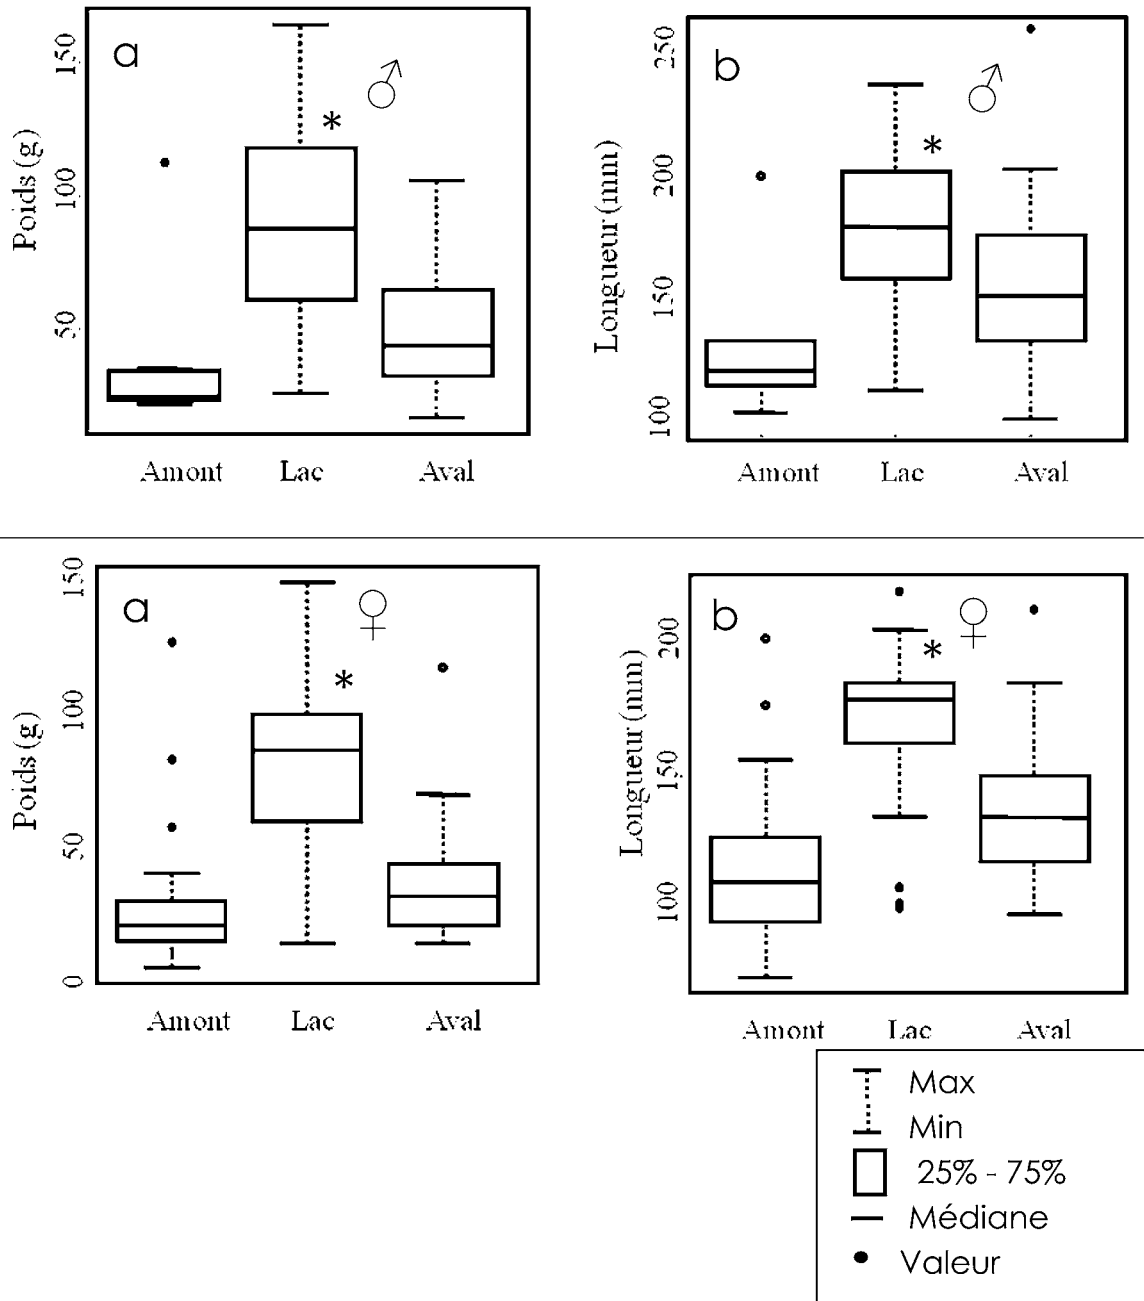 a
♂
Poids (g)
150
100
50
*
Amont
Lac
Aval
b
♂
Longueur (mm)
250
200
150
100
*
Amont
Lac
Aval
a
♀
Poids (g)
150
100
50
0
*
Amont
Lac
Aval
b
♀
Longueur (mm)
200
150
100
*
Amont
Lac
Aval
Max
Min
25% - 75%
Médiane
Valeur